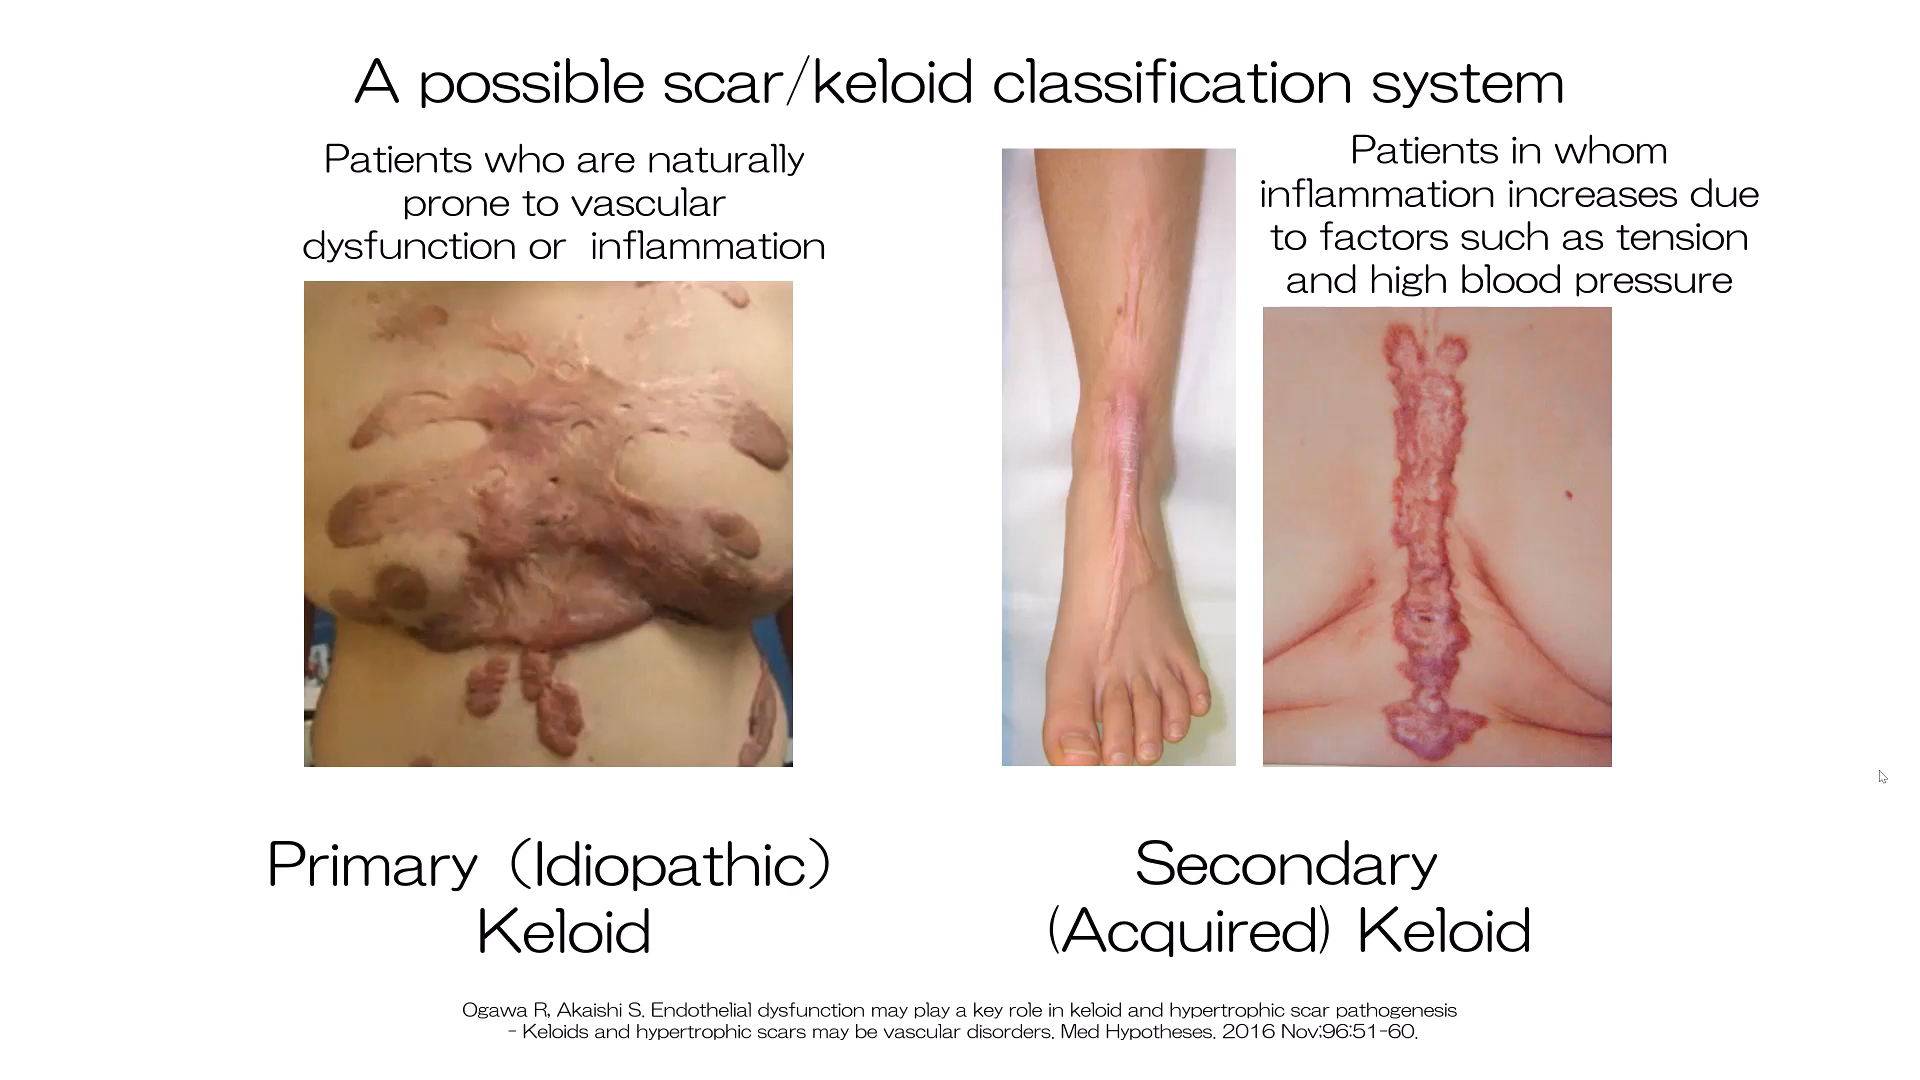 A possible scar/keloid classification system
Patients who are naturally
prone to vascular
dysfunction or  inflammation
Patients in whom
inflammation increases due
to factors such as tension
and high blood pressure
Primary（Idiopathic）
Keloid
Secondary
(Acquired) Keloid
Ogawa R, Akaishi S. Endothelial dysfunction may play a key role in keloid and hypertrophic scar pathogenesis
- Keloids and hypertrophic scars may be vascular disorders. Med Hypotheses. 2016 Nov;96:51-60.